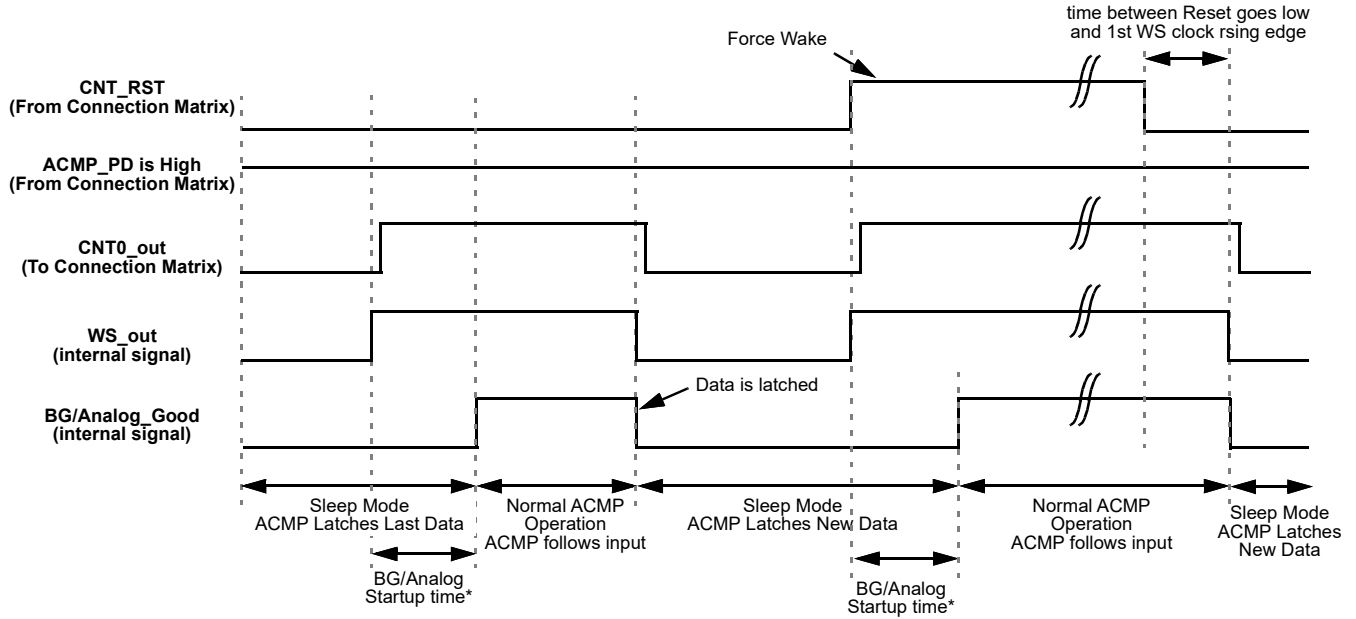 time between Reset goes low
and 1st WS clock rsing edge
Force Wake
CNT_RST
(From Connection Matrix)
ACMP_PD is High
(From Connection Matrix)
CNT0_out
(To Connection Matrix)
WS_out
(internal signal)
Data is latched
BG/Analog_Good
(internal signal)
Sleep Mode
ACMP Latches Last Data
Normal ACMP
Operation
ACMP follows input
Sleep Mode
ACMP Latches New Data
Normal ACMP
Operation
ACMP follows input
Sleep Mode
ACMP Latches
New Data
BG/Analog
Startup time*
BG/Analog
Startup time*